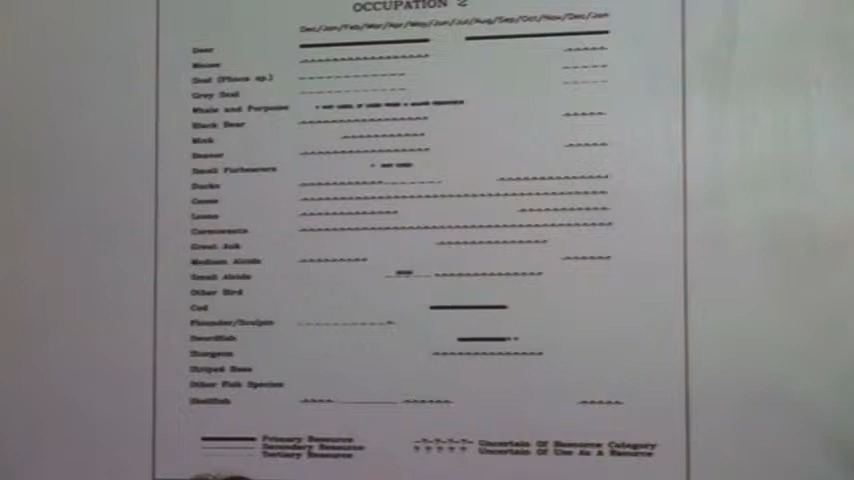 OCCUPATION 2
Dec/Jan/Feb/Mar/Apr/May/Jun/Jul/Aug/Sep/Oct/Nov/Dec/Jan
Deer
Moose
Seal (Phoca sp.)
Grey Seal
Whale and Porpoise
Black Bear
Mink
Beaver
Small Furbearers * NOT USED
Ducks
Geese
Loons
Cormorants
Great Auk
Medium Alcids
Small Alcids
Other Bird
Cod
Flounder/Sculpin
Swordfish
Sturgeon
Striped Bass
Other Fish Species
Shellfish
Primary Resource -?-?-?-?- Uncertain Of Resource Category
Secondary Resource ? ? ? ? ? Uncertain Of Use As A Resource
Tertiary Resource